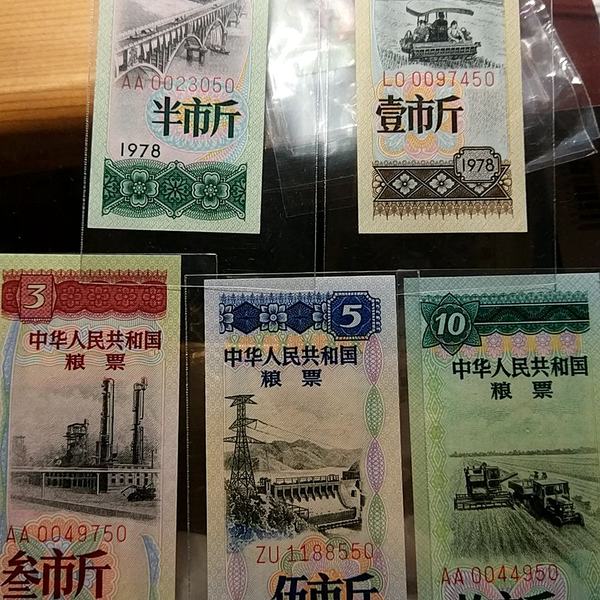 AA 0023050
半市斤
1978
LO 0097450
壹市斤
1978
3
中华人民共和国
粮票
AA 0049750
叁市斤
5
中华人民共和国
粮票
ZU 1188550
伍市斤
10
中华人民共和国
粮票
AA 0044950